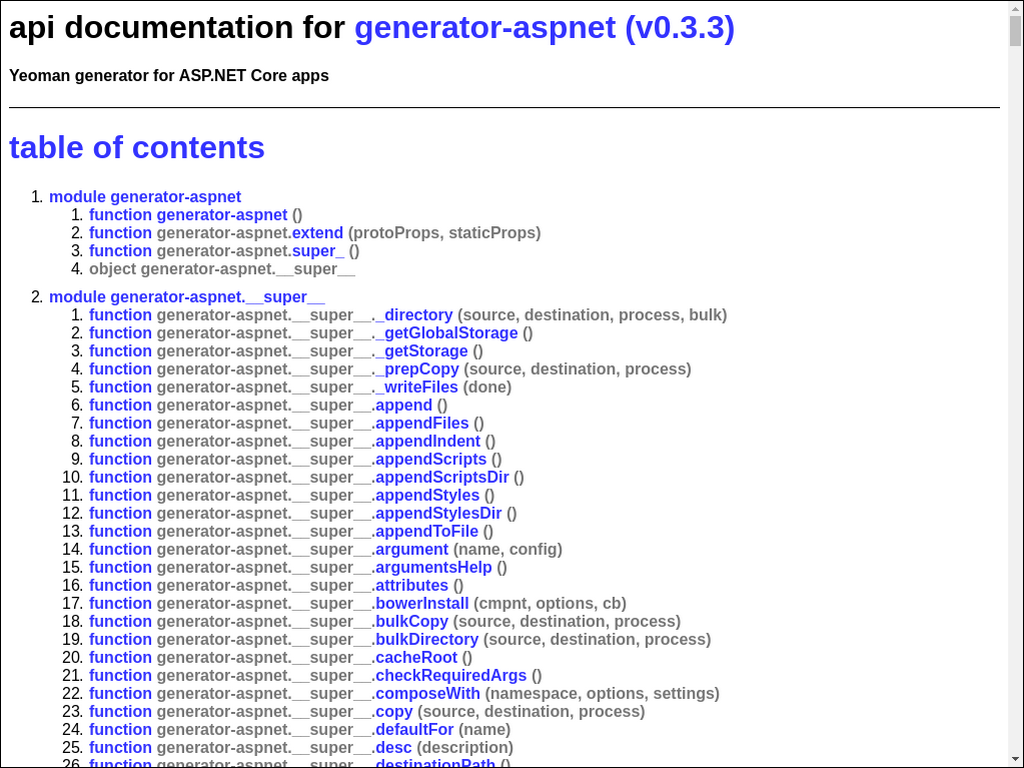 api documentation for generator-aspnet (v0.3.3)
Yeoman generator for ASP.NET Core apps
table of contents
1. module generator-aspnet
1. function generator-aspnet ()
2. function generator-aspnet.extend (protoProps, staticProps)
3. function generator-aspnet.super_ ()
4. object generator-aspnet.__super__
2. module generator-aspnet.__super__
1. function generator-aspnet.__super__._directory (source, destination, process, bulk)
2. function generator-aspnet.__super__._getGlobalStorage ()
3. function generator-aspnet.__super__._getStorage ()
4. function generator-aspnet.__super__._prepCopy (source, destination, process)
5. function generator-aspnet.__super__._writeFiles (done)
6. function generator-aspnet.__super__.append ()
7. function generator-aspnet.__super__.appendFiles ()
8. function generator-aspnet.__super__.appendIndent ()
9. function generator-aspnet.__super__.appendScripts ()
10. function generator-aspnet.__super__.appendScriptsDir ()
11. function generator-aspnet.__super__.appendStyles ()
12. function generator-aspnet.__super__.appendStylesDir ()
13. function generator-aspnet.__super__.appendToFile ()
14. function generator-aspnet.__super__.argument (name, config)
15. function generator-aspnet.__super__.argumentsHelp ()
16. function generator-aspnet.__super__.attributes ()
17. function generator-aspnet.__super__.bowerInstall (cmpnt, options, cb)
18. function generator-aspnet.__super__.bulkCopy (source, destination, process)
19. function generator-aspnet.__super__.bulkDirectory (source, destination, process)
20. function generator-aspnet.__super__.cacheRoot ()
21. function generator-aspnet.__super__.checkRequiredArgs ()
22. function generator-aspnet.__super__.composeWith (namespace, options, settings)
23. function generator-aspnet.__super__.copy (source, destination, process)
24. function generator-aspnet.__super__.defaultFor (name)
25. function generator-aspnet.__super__.desc (description)
26. function generator-aspnet.__super__.destinationPath ()